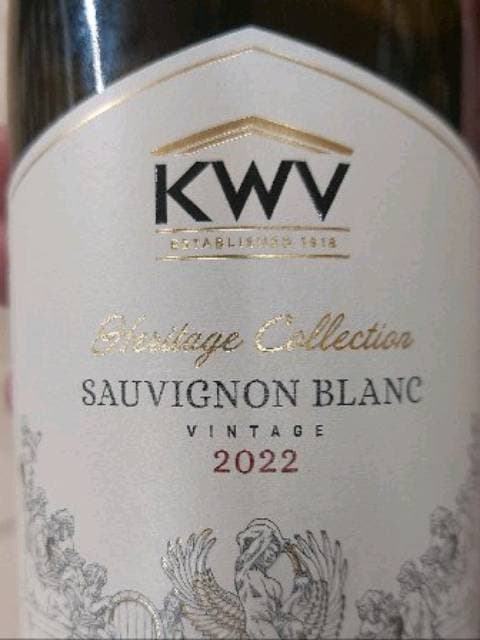 KWV
ESTABLISHED 1918
Heritage Collection
SAUVIGNON BLANC
VINTAGE
2022